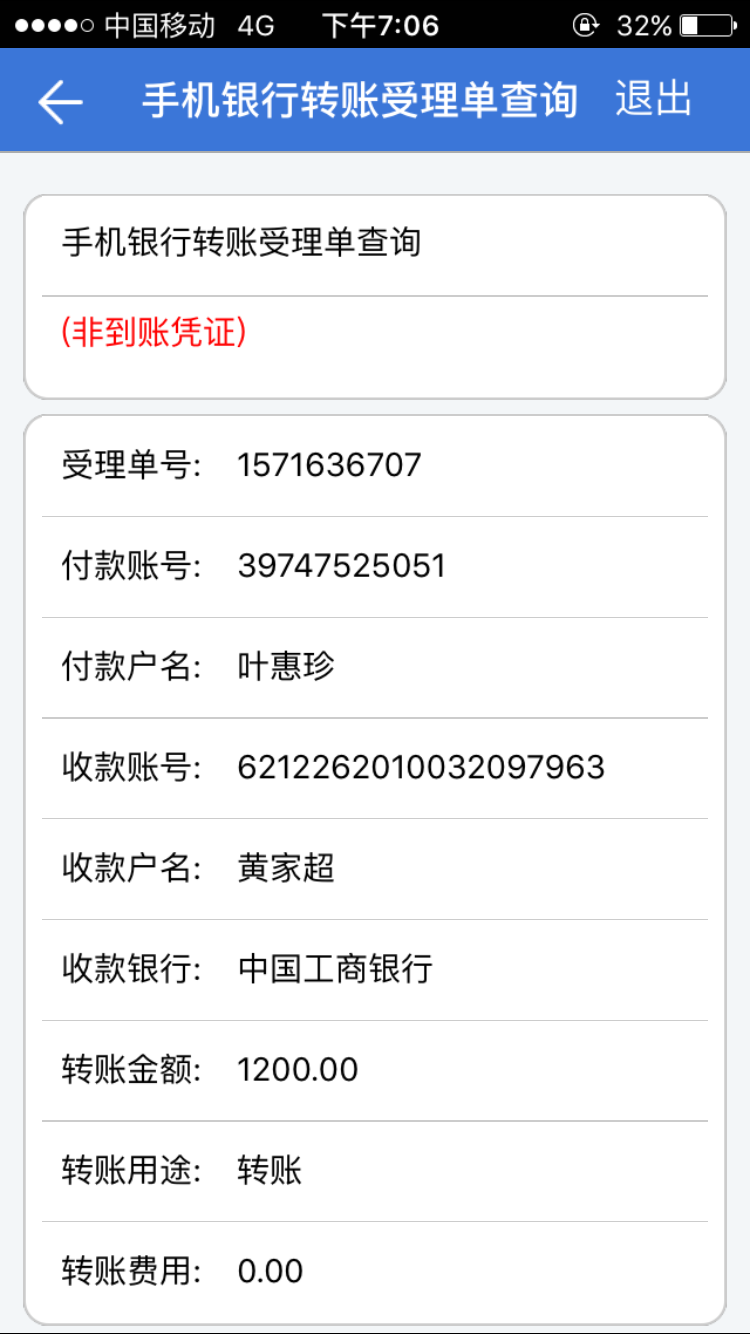 中国移动 4G 下午7:06 32%
手机银行转账受理单查询 退出
手机银行转账受理单查询
(非到账凭证)
受理单号: 1571636707
付款账号: 39747525051
付款户名: 叶惠珍
收款账号: 6212262010032097963
收款户名: 黄家超
收款银行: 中国工商银行
转账金额: 1200.00
转账用途: 转账
转账费用: 0.00